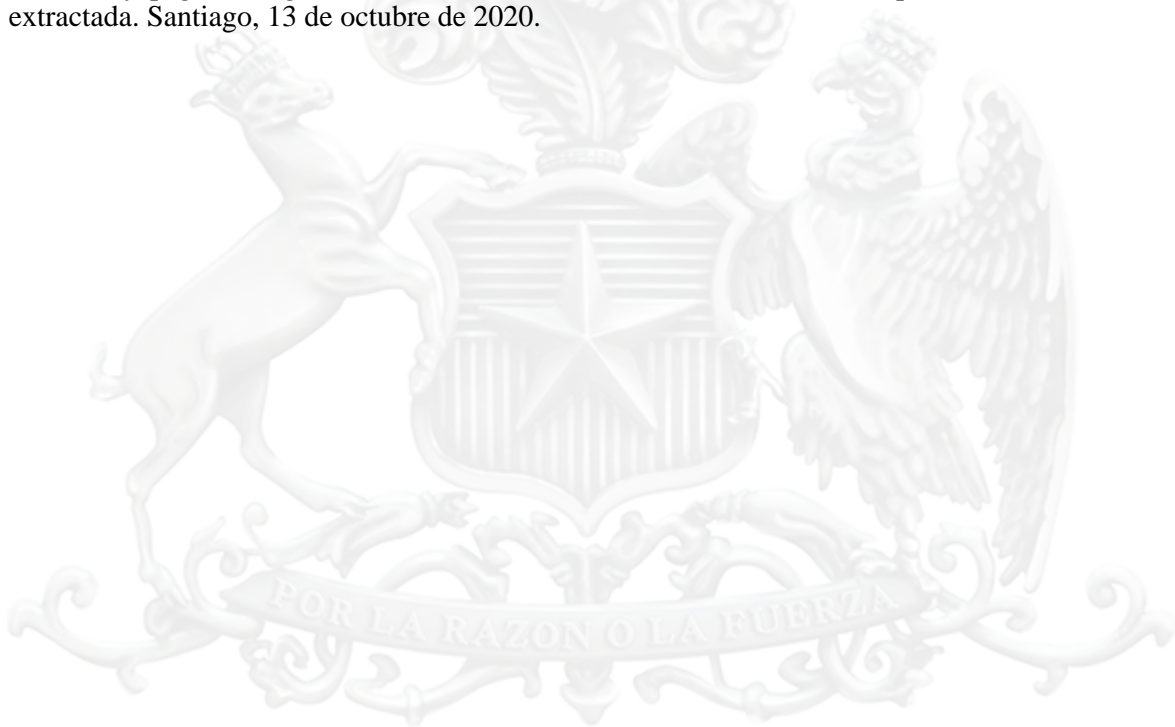 extractada. Santiago, 13 de octubre de 2020.
POR LA RAZON O LA FUERZA